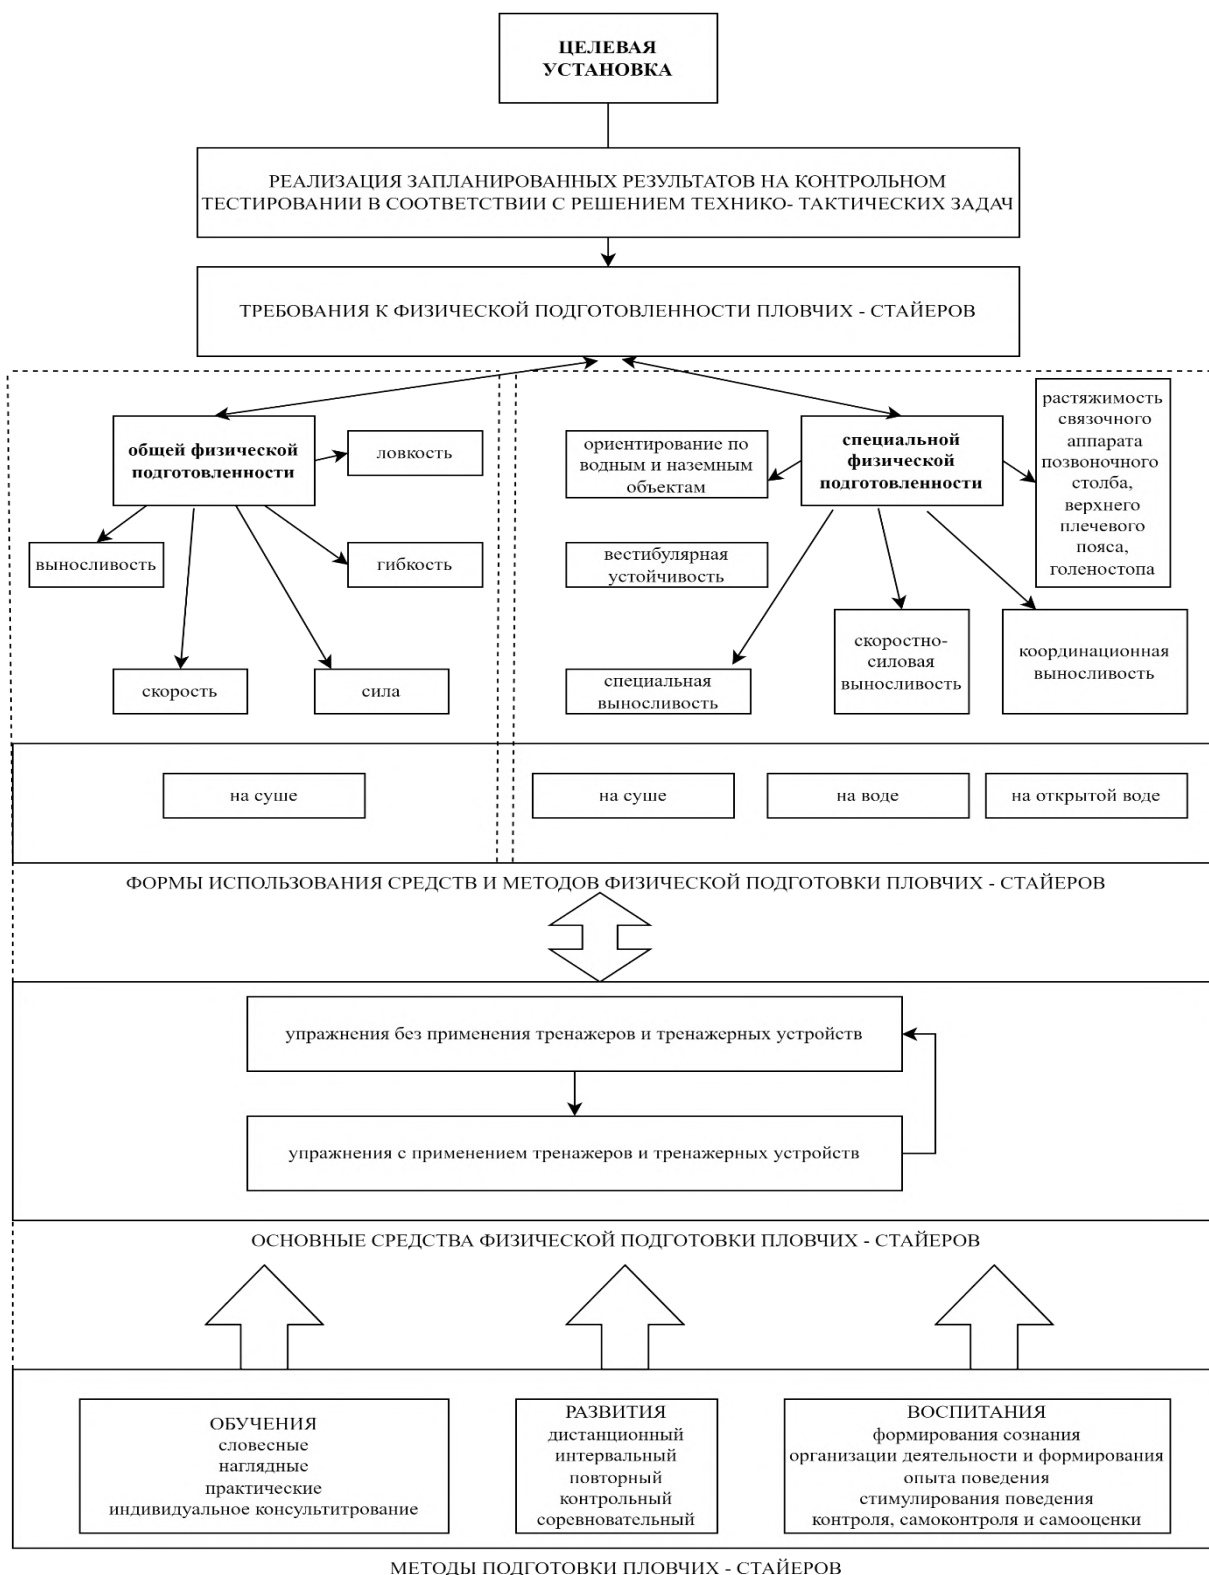 ЦЕЛЕВАЯ
УСТАНОВКА
РЕАЛИЗАЦИЯ ЗАПЛАНИРОВАННЫХ РЕЗУЛЬТАТОВ НА КОНТРОЛЬНОМ
ТЕСТИРОВАНИИ В СООТВЕТСТВИИ С РЕШЕНИЕМ ТЕХНИКО- ТАКТИЧЕСКИХ ЗАДАЧ
ТРЕБОВАНИЯ К ФИЗИЧЕСКОЙ ПОДГОТОВЛЕННОСТИ ПЛОВЧИХ - СТАЙЕРОВ
общей физической
подготовленности
ловкость
выносливость
гибкость
скорость
сила
ориентирование по
водным и наземным
объектам
специальной
физической
подготовленности
растяжимость
связочного
аппарата
позвоночного
столба,
верхнего
плечевого
пояса,
голеностопа
вестибулярная
устойчивость
специальная
выносливость
скоростно-
силовая
выносливость
координационная
выносливость
на суше
на суше
на воде
на открытой воде
ФОРМЫ ИСПОЛЬЗОВАНИЯ СРЕДСТВ И МЕТОДОВ ФИЗИЧЕСКОЙ ПОДГОТОВКИ ПЛОВЧИХ - СТАЙЕРОВ
упражнения без применения тренажеров и тренажерных устройств
упражнения с применением тренажеров и тренажерных устройств
ОСНОВНЫЕ СРЕДСТВА ФИЗИЧЕСКОЙ ПОДГОТОВКИ ПЛОВЧИХ - СТАЙЕРОВ
ОБУЧЕНИЯ
словесные
наглядные
практические
индивидуальное консультитрование
РАЗВИТИЯ
дистанционный
интервальный
повторный
контрольный
соревновательный
ВОСПИТАНИЯ
формирования сознания
организации деятельности и формирования
опыта поведения
стимулирования поведения
контроля, самоконтроля и самооценки
МЕТОДЫ ПОДГОТОВКИ ПЛОВЧИХ - СТАЙЕРОВ